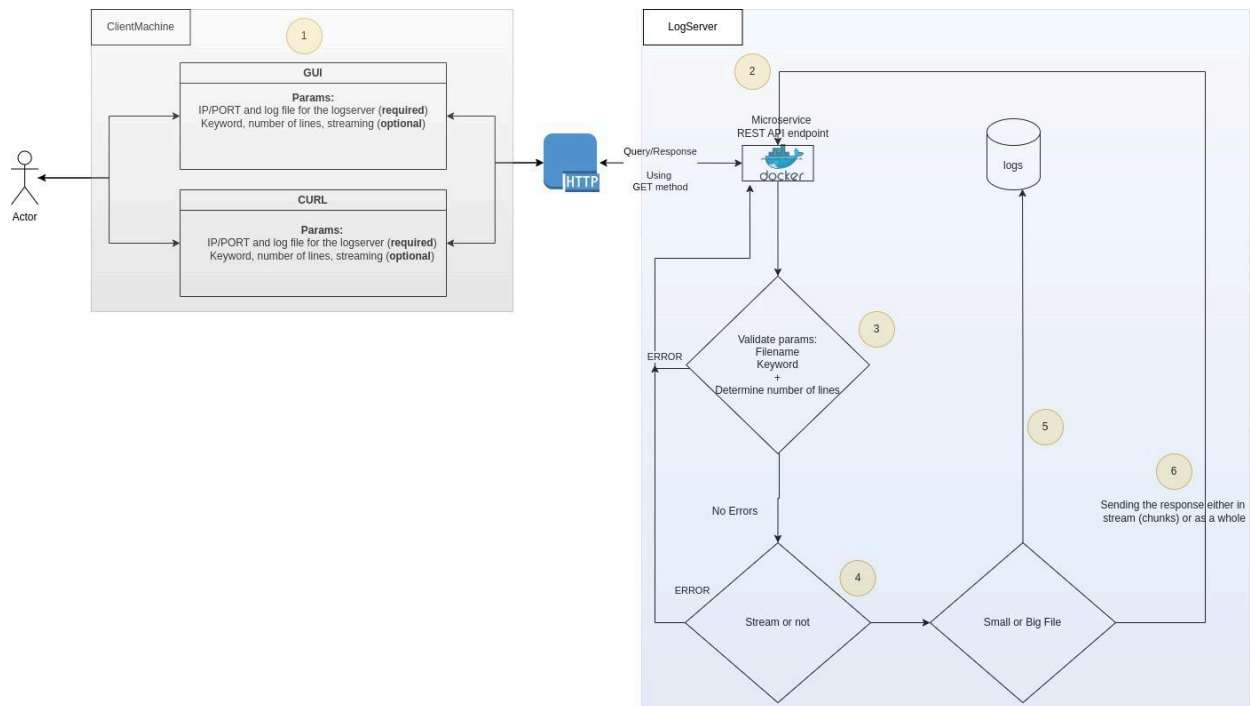 ClientMachine
1
GUI
Params:
IP/PORT and log file for the logserver (required)
Keyword, number of lines, streaming (optional)
CURL
Params:
IP/PORT and log file for the logserver (required)
Keyword, number of lines, streaming (optional)
Actor
HTTP
Query/Response
Using
GET method
LogServer
2
Microservice
REST API endpoint
docker
logs
3
Validate params:
Filename
Keyword
+
Determine number of lines
ERROR
5
6
Sending the response either in
stream (chunks) or as a whole
No Errors
4
ERROR
Stream or not
Small or Big File